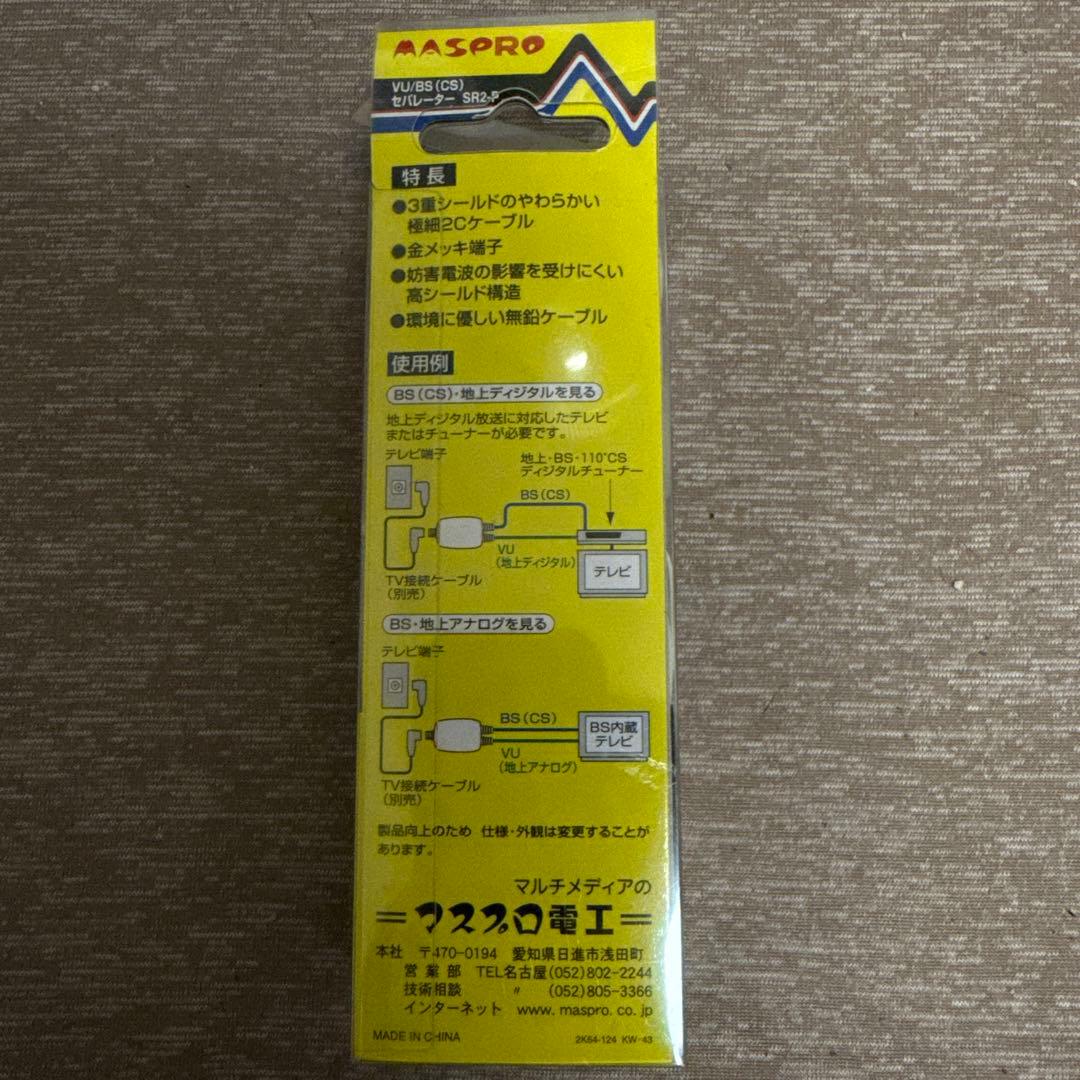 MASPRO
VU/BS(CS)
セパレーター SR2-P
特長
●3重シールドのやわらかい
極細2Cケーブル
●金メッキ端子
●妨害電波の影響を受けにくい
高シールド構造
●環境に優しい無鉛ケーブル
使用例
BS(CS)・地上ディジタルを見る
地上ディジタル放送に対応したテレビ
またはチューナーが必要です。
テレビ端子
地上・BS・110°CS
ディジタルチューナー
BS(CS)
VU
(地上ディジタル)
テレビ
TV接続ケーブル
(別売)
BS・地上アナログを見る
テレビ端子
BS(CS)
BS内蔵
テレビ
VU
(地上アナログ)
TV接続ケーブル
(別売)
製品向上のため 仕様・外観は変更することが
あります。
マルチメディアの
=マスプロ電工=
本社 〒470-0194 愛知県日進市浅田町
営業部 TEL名古屋(052)802-2244
技術相談 〃 (052)805-3366
インターネット www.maspro.co.jp
MADE IN CHINA
2K64-124 KW-43